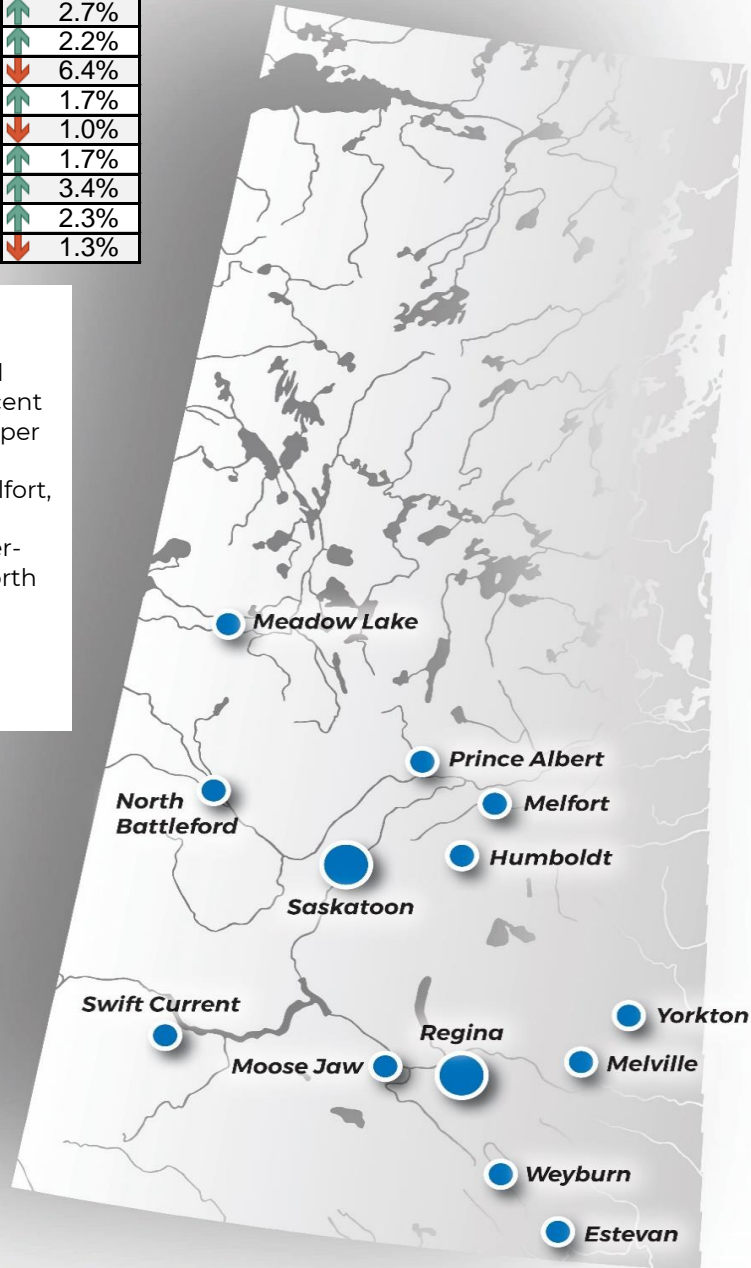 2.7%
2.2%
6.4%
1.7%
1.0%
1.7%
3.4%
2.3%
1.3%
cent
per
lfort,
er-
orth
Meadow Lake
Prince Albert
North
Battleford
Melfort
Humboldt
Saskatoon
Swift Current
Yorkton
Regina
Moose Jaw
Melville
Weyburn
Estevan